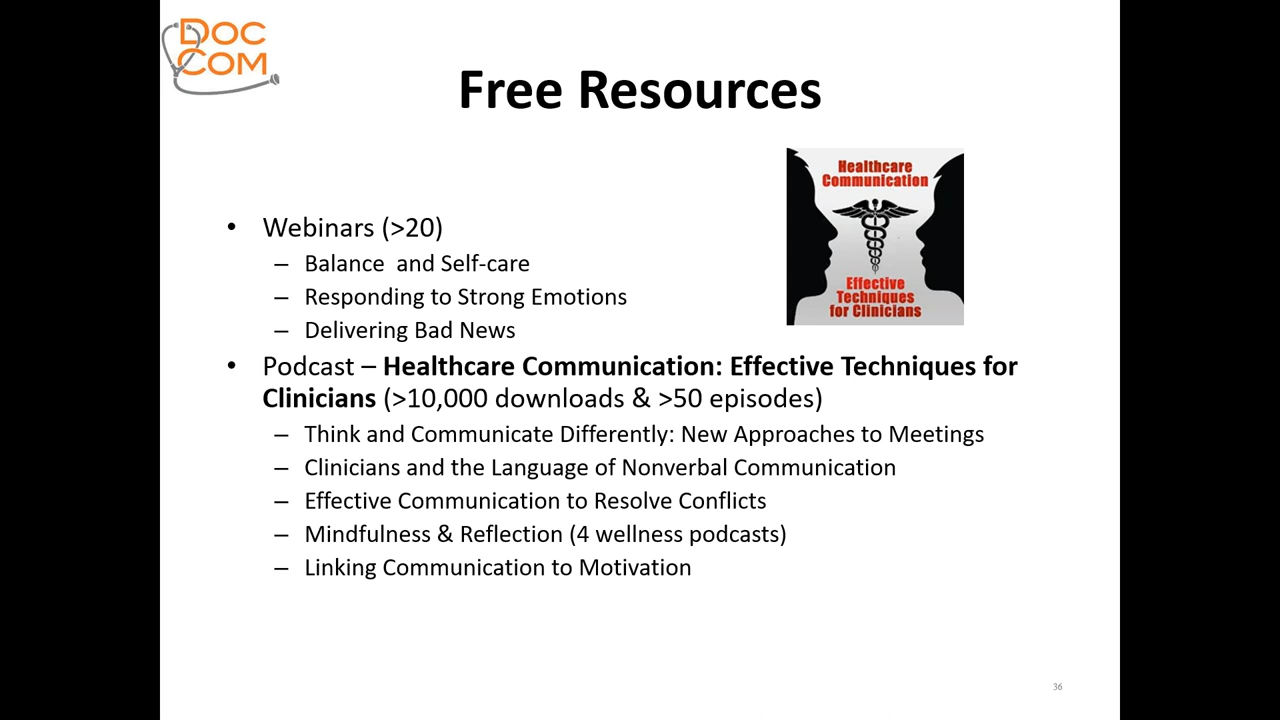 DOC
COM
Free Resources
Healthcare
Communication
Effective
Techniques
for Clinicians
• Webinars (>20)
– Balance  and Self-care
– Responding to Strong Emotions
– Delivering Bad News
• Podcast – Healthcare Communication: Effective Techniques for
Clinicians (>10,000 downloads & >50 episodes)
– Think and Communicate Differently: New Approaches to Meetings
– Clinicians and the Language of Nonverbal Communication
– Effective Communication to Resolve Conflicts
– Mindfulness & Reflection (4 wellness podcasts)
– Linking Communication to Motivation
36